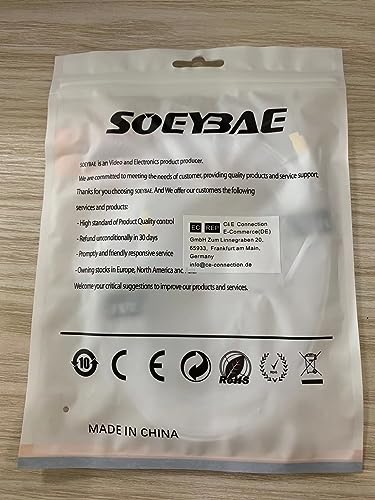 SOEYBAE
SOEYBAE is an Video and Electronics product producer.
We are committed to meeting the needs of customer, providing quality products and service support,
Thanks for you choosing SOEYBAE. And We offer our customers the following
services and products:
- High standard of Product Quality control
- Refund unconditionally in 30 days
- Promptly and friendly responsive service
-Owning stocks in Europe, North America and
Welcome your critical suggestions to improve our products and services.
EC REP
C&E Connection
E-Commerce(DE)
GmbH Zum Linnegraben 20,
65933, Frankfurt am Main,
Germany
info@ce-connection.de
10 CE CE RoHS
MADE IN CHINA